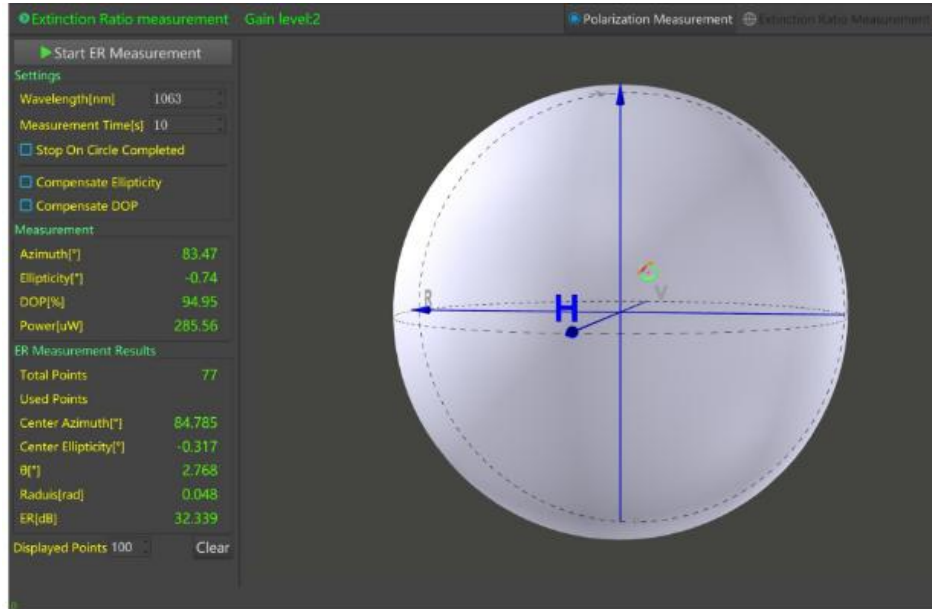 Extinction Ratio measurement Gain level:2
Polarization Measurement Extinction Ratio Measurement
Start ER Measurement
Settings
Wavelength[nm] 1063
Measurement Time[s] 10
Stop On Circle Completed
Compensate Ellipticity
Compensate DOP
Measurement
Azimuth[°] 83.47
Ellipticity[°] -0.74
DOP[%] 94.95
Power[uW] 285.56
ER Measurement Results
Total Points 77
Used Points
Center Azimuth[°] 84.785
Center Ellipticity[°] -0.317
θ[°] 2.768
Raduis[rad] 0.048
ER[dB] 32.339
Displayed Points 100 Clear
R
H
V